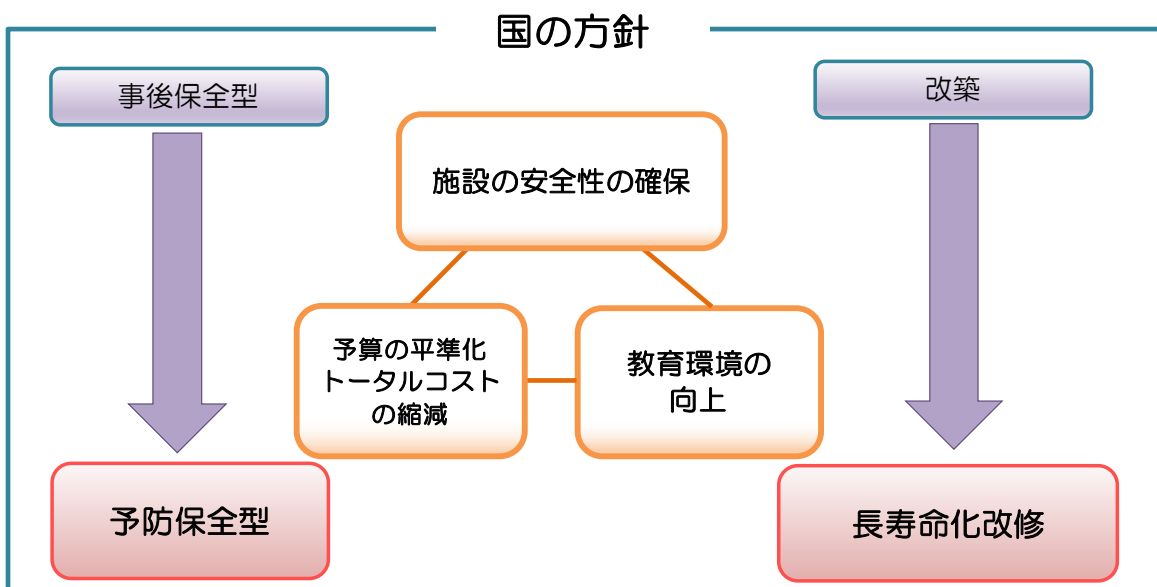 国の方針
事後保全型
改築
施設の安全性の確保
予算の平準化
トータルコスト
の縮減
教育環境の
向上
予防保全型
長寿命化改修